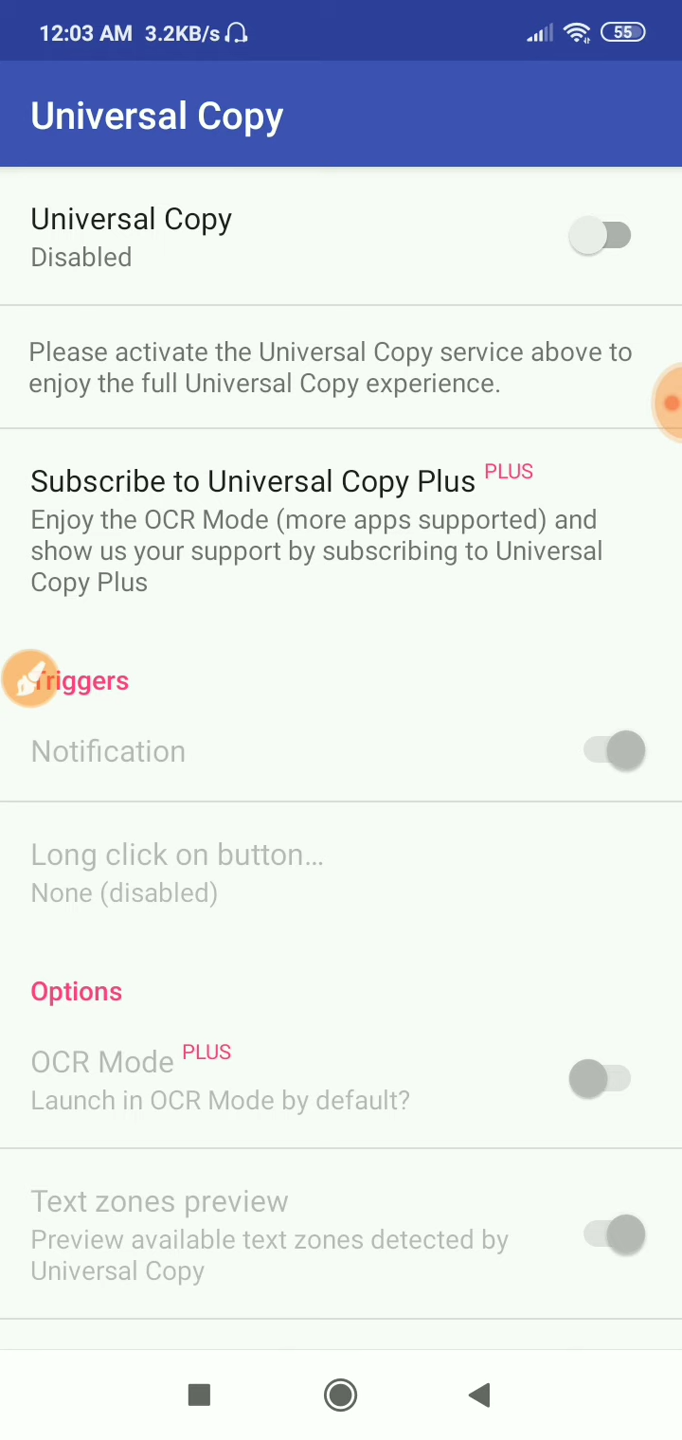 12:03 AM 3.2KB/s 55
Universal Copy
Universal Copy
Disabled
Please activate the Universal Copy service above to
enjoy the full Universal Copy experience.
Subscribe to Universal Copy Plus PLUS
Enjoy the OCR Mode (more apps supported) and
show us your support by subscribing to Universal
Copy Plus
Triggers
Notification
Long click on button...
None (disabled)
Options
OCR Mode PLUS
Launch in OCR Mode by default?
Text zones preview
Preview available text zones detected by
Universal Copy